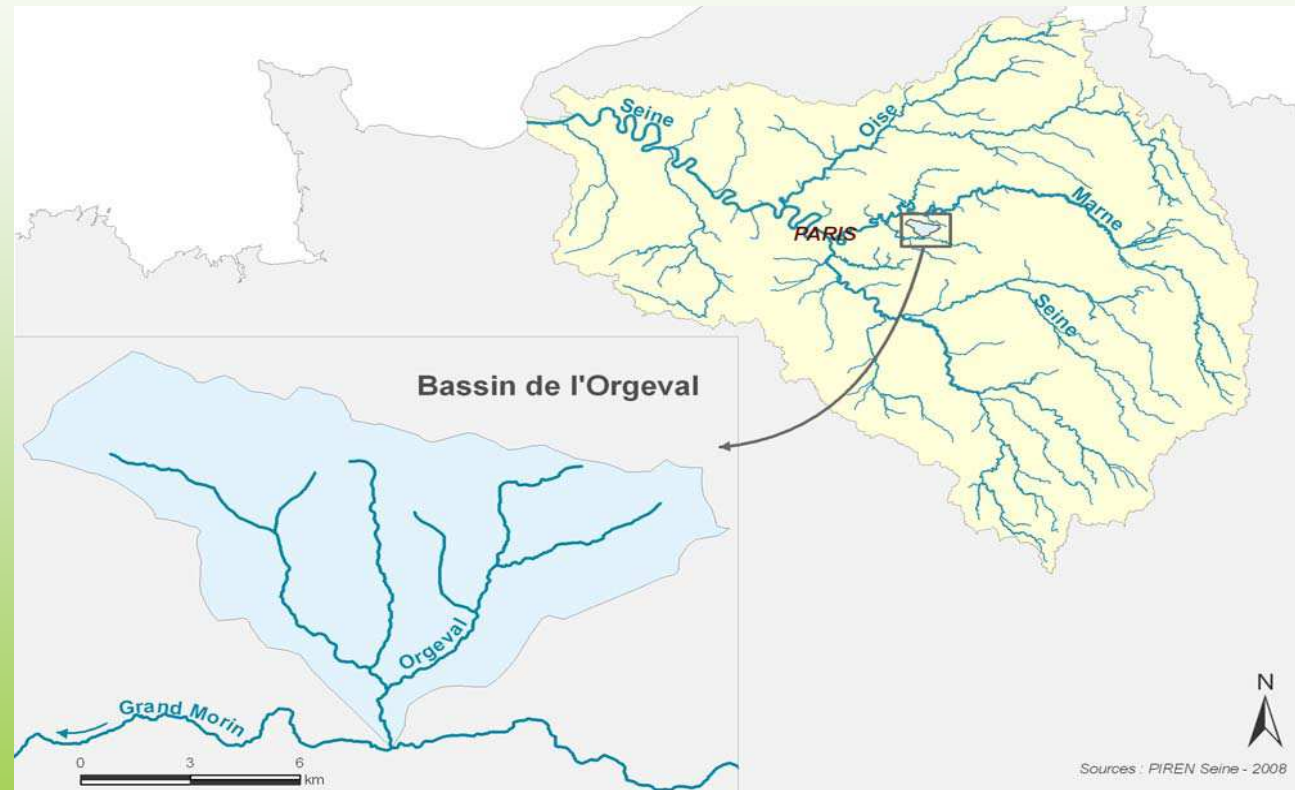 Seine
Oise
Marne
PARIS
Seine
Bassin de l'Orgeval
Orgeval
Grand Morin
0 3 6
km
N
Sources : PIREN Seine - 2008